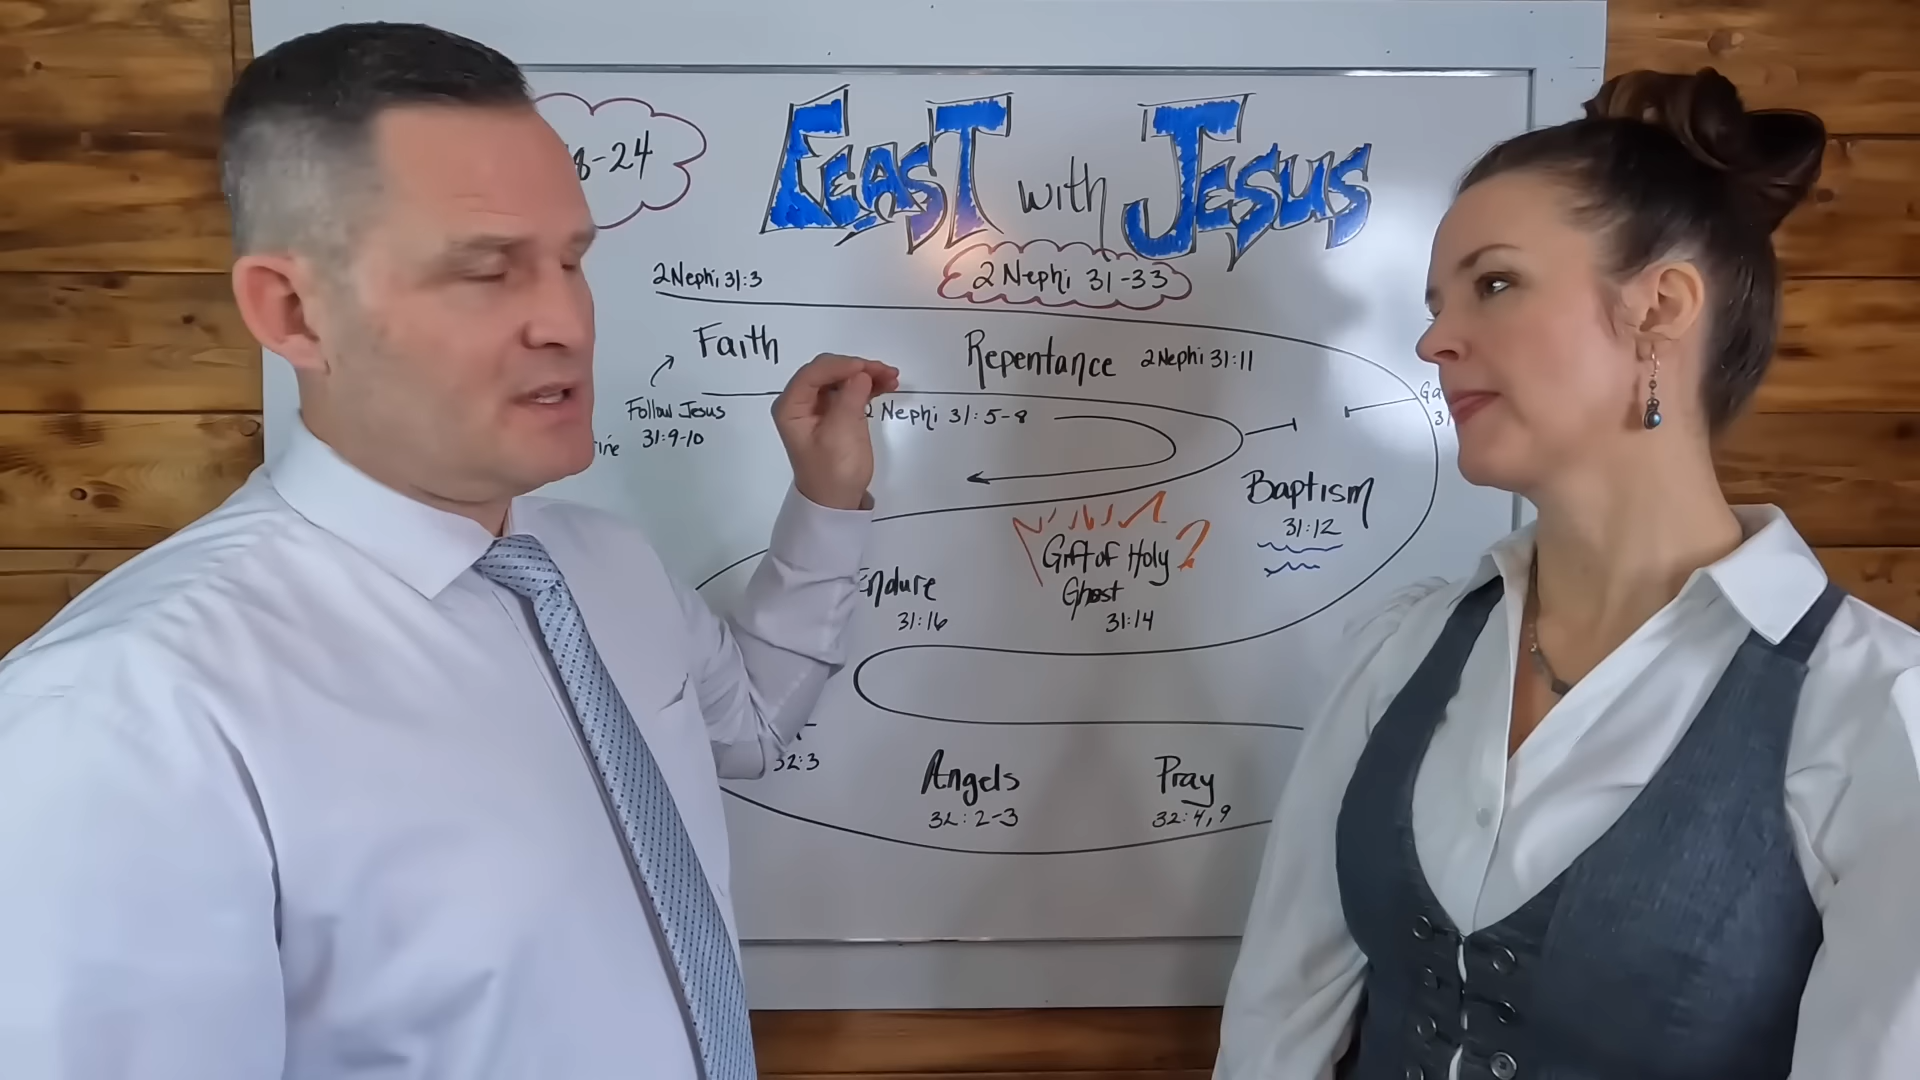 8-24
FEAST with JESUS
2 Nephi 31-33
2 Nephi 31:3
Faith
Repentance 2 Nephi 31:11
Follow Jesus
31:9-10
2 Nephi 31:5-8
Baptism
31:12
Gift of Holy ?
Ghost
31:14
Endure
31:16
32:3
Angels
32:2-3
Pray
32:4,9